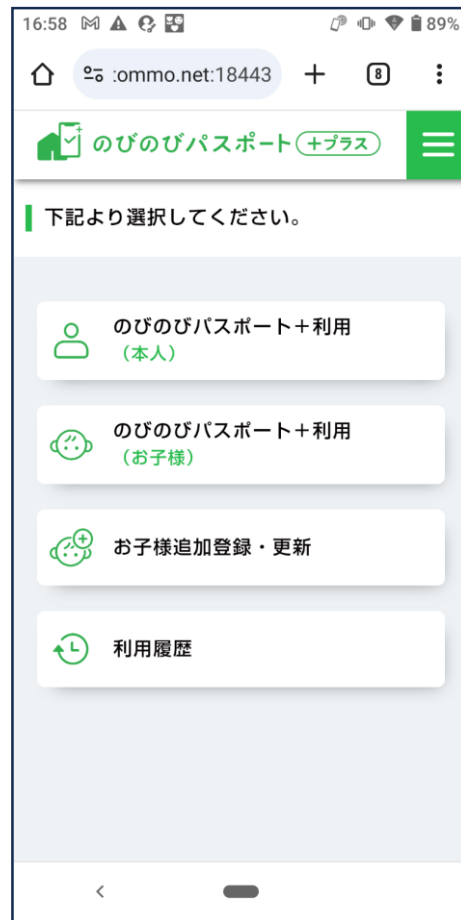 16:58 89%
:ommo.net:18443 8
のびのびパスポート+プラス
下記より選択してください。
のびのびパスポート＋利用
（本人）
のびのびパスポート＋利用
（お子様）
お子様追加登録・更新
利用履歴